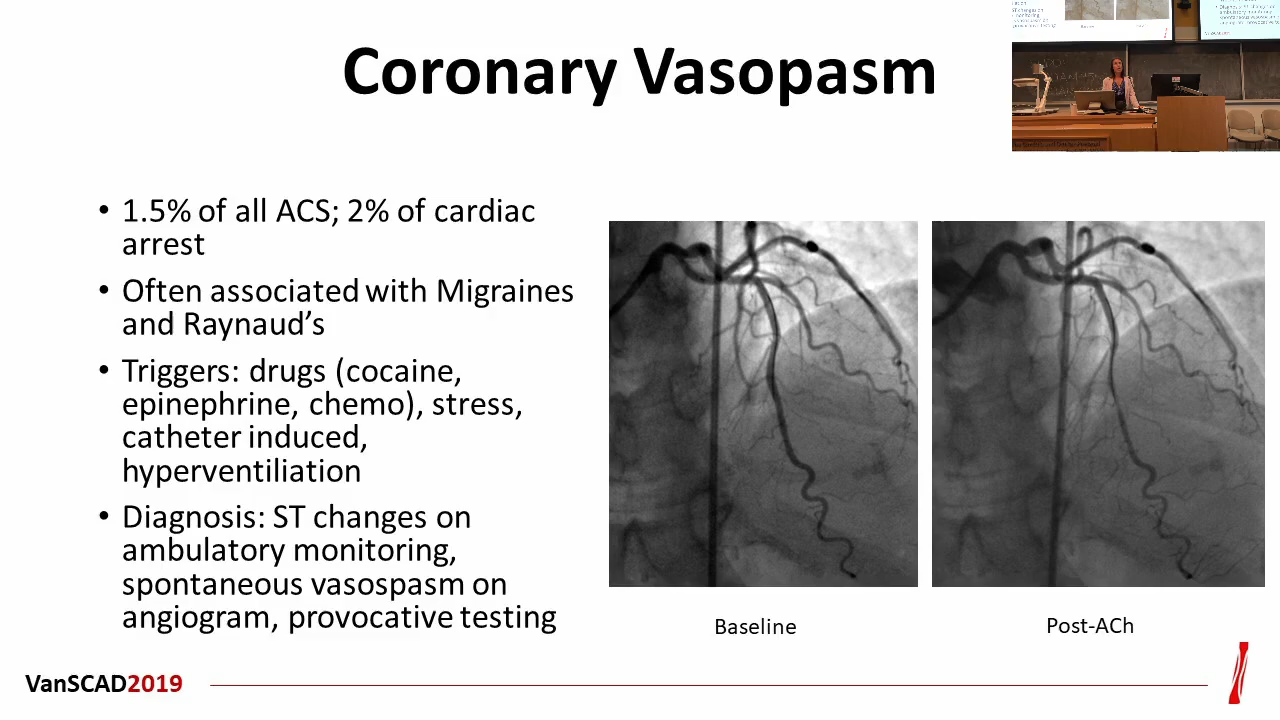 Coronary Vasopasm
• 1.5% of all ACS; 2% of cardiac
arrest
• Often associated with Migraines
and Raynaud’s
• Triggers: drugs (cocaine,
epinephrine, chemo), stress,
catheter induced,
hyperventiliation
• Diagnosis: ST changes on
ambulatory monitoring,
spontaneous vasospasm on
angiogram, provocative testing
Baseline
Post-ACh
VanSCAD2019